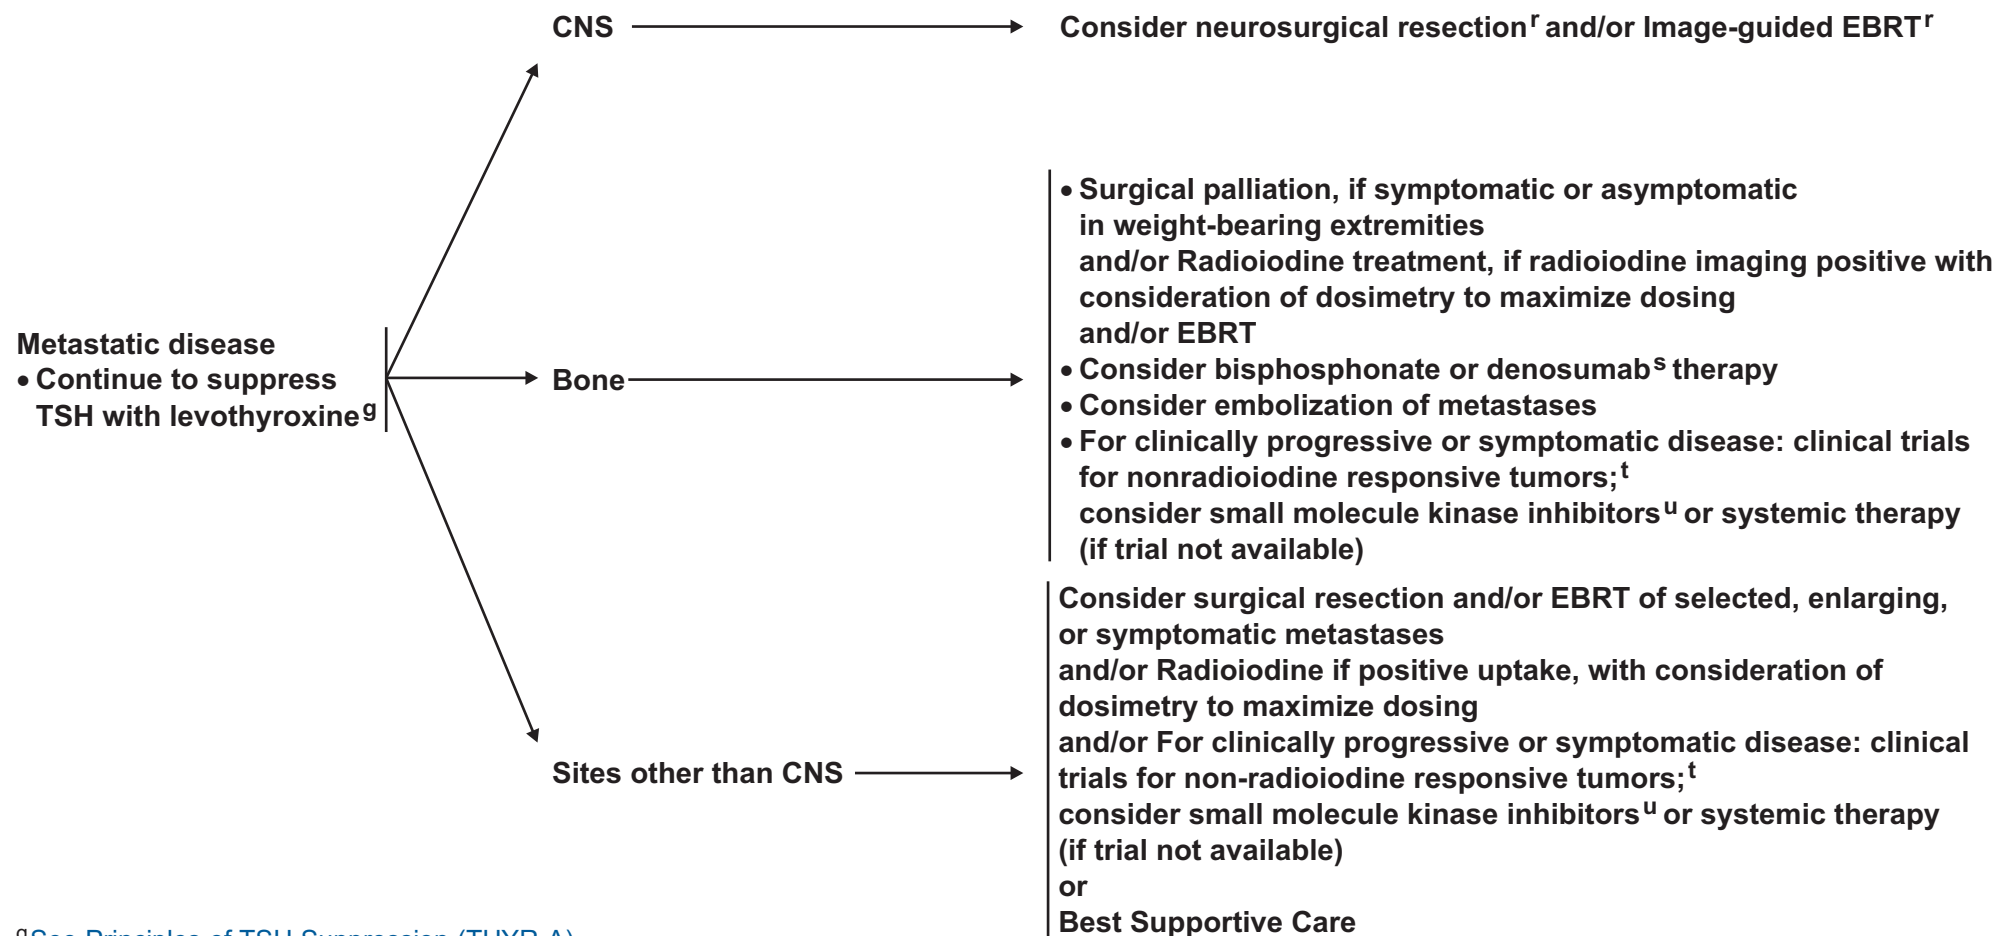 CNS
Consider neurosurgical resectionʳ and/or Image-guided EBRTʳ
Metastatic disease
• Continue to suppress
TSH with levothyroxineᵍ
Bone
• Surgical palliation, if symptomatic or asymptomatic
in weight-bearing extremities
and/or Radioiodine treatment, if radioiodine imaging positive with
consideration of dosimetry to maximize dosing
and/or EBRT
• Consider bisphosphonate or denosumabˢ therapy
• Consider embolization of metastases
• For clinically progressive or symptomatic disease: clinical trials
for nonradioiodine responsive tumors;ᵗ
consider small molecule kinase inhibitorsᵘ or systemic therapy
(if trial not available)
Sites other than CNS
Consider surgical resection and/or EBRT of selected, enlarging,
or symptomatic metastases
and/or Radioiodine if positive uptake, with consideration of
dosimetry to maximize dosing
and/or For clinically progressive or symptomatic disease: clinical
trials for non-radioiodine responsive tumors;ᵗ
consider small molecule kinase inhibitorsᵘ or systemic therapy
(if trial not available)
or
Best Supportive Care
ᵍSee Principles of TSH Suppression (THYR-A)